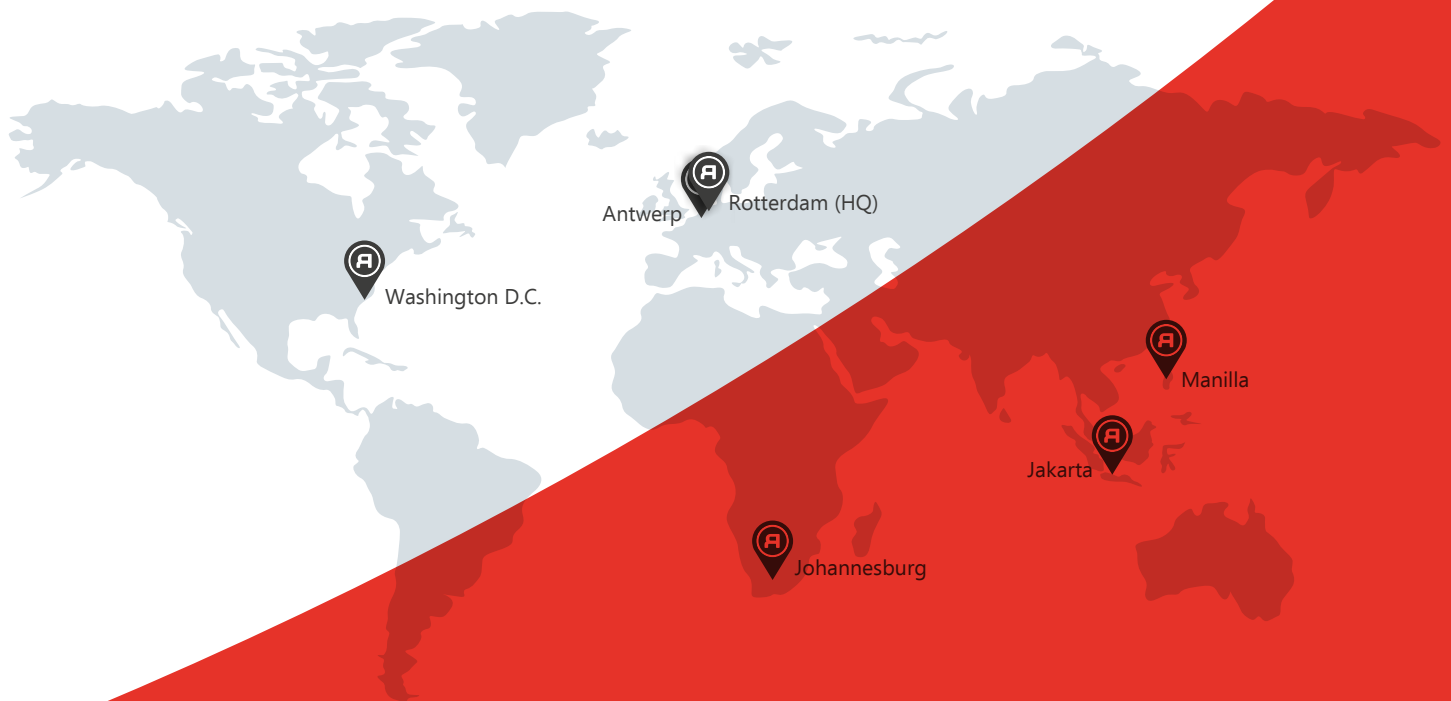 Rotterdam (HQ)
Antwerp
Washington D.C.
Manilla
Jakarta
Johannesburg